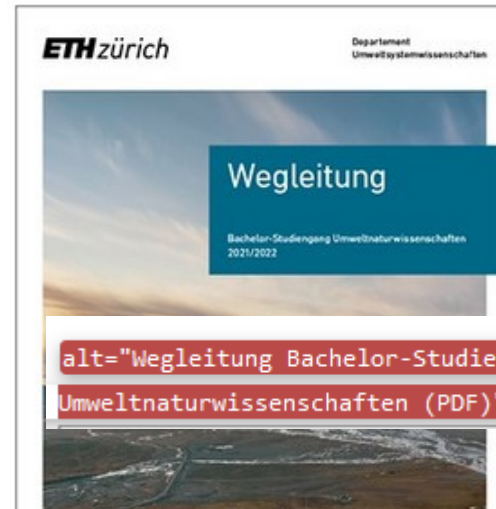 ETH zürich
Departement
Umweltsystemwissenschaften
Wegleitung
Bachelor-Studiengang Umweltnaturwissenschaften
2021/2022
alt="Wegleitung Bachelor-Studie
Umweltnaturwissenschaften (PDF)"